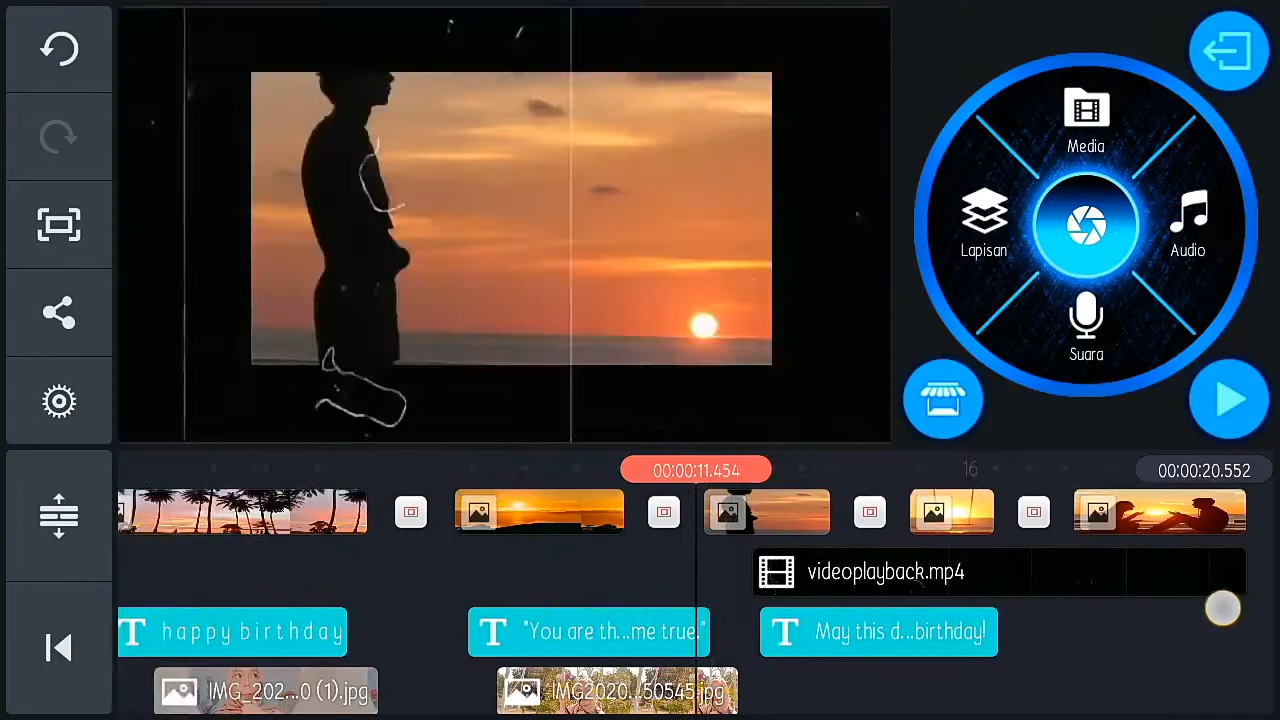 Media
Lapisan
Audio
Suara
00:00:11.454
16
00:00:20.552
videoplayback.mp4
happy birthday
"You are th...me true."
May this d...birthday!
IMG_202...0 (1).jpg
IMG2020...50545.jpg